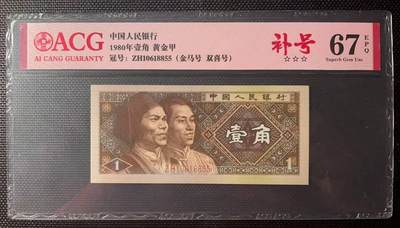 ACG
AI CANG GUARANTEE
中国人民银行
1980年壹角 黄金甲
冠号: ZH10618855 (金马号 双喜号)
补号
☆☆☆
67 EPQ
Superb Gem Unc
中国人民银行
壹角
1
1